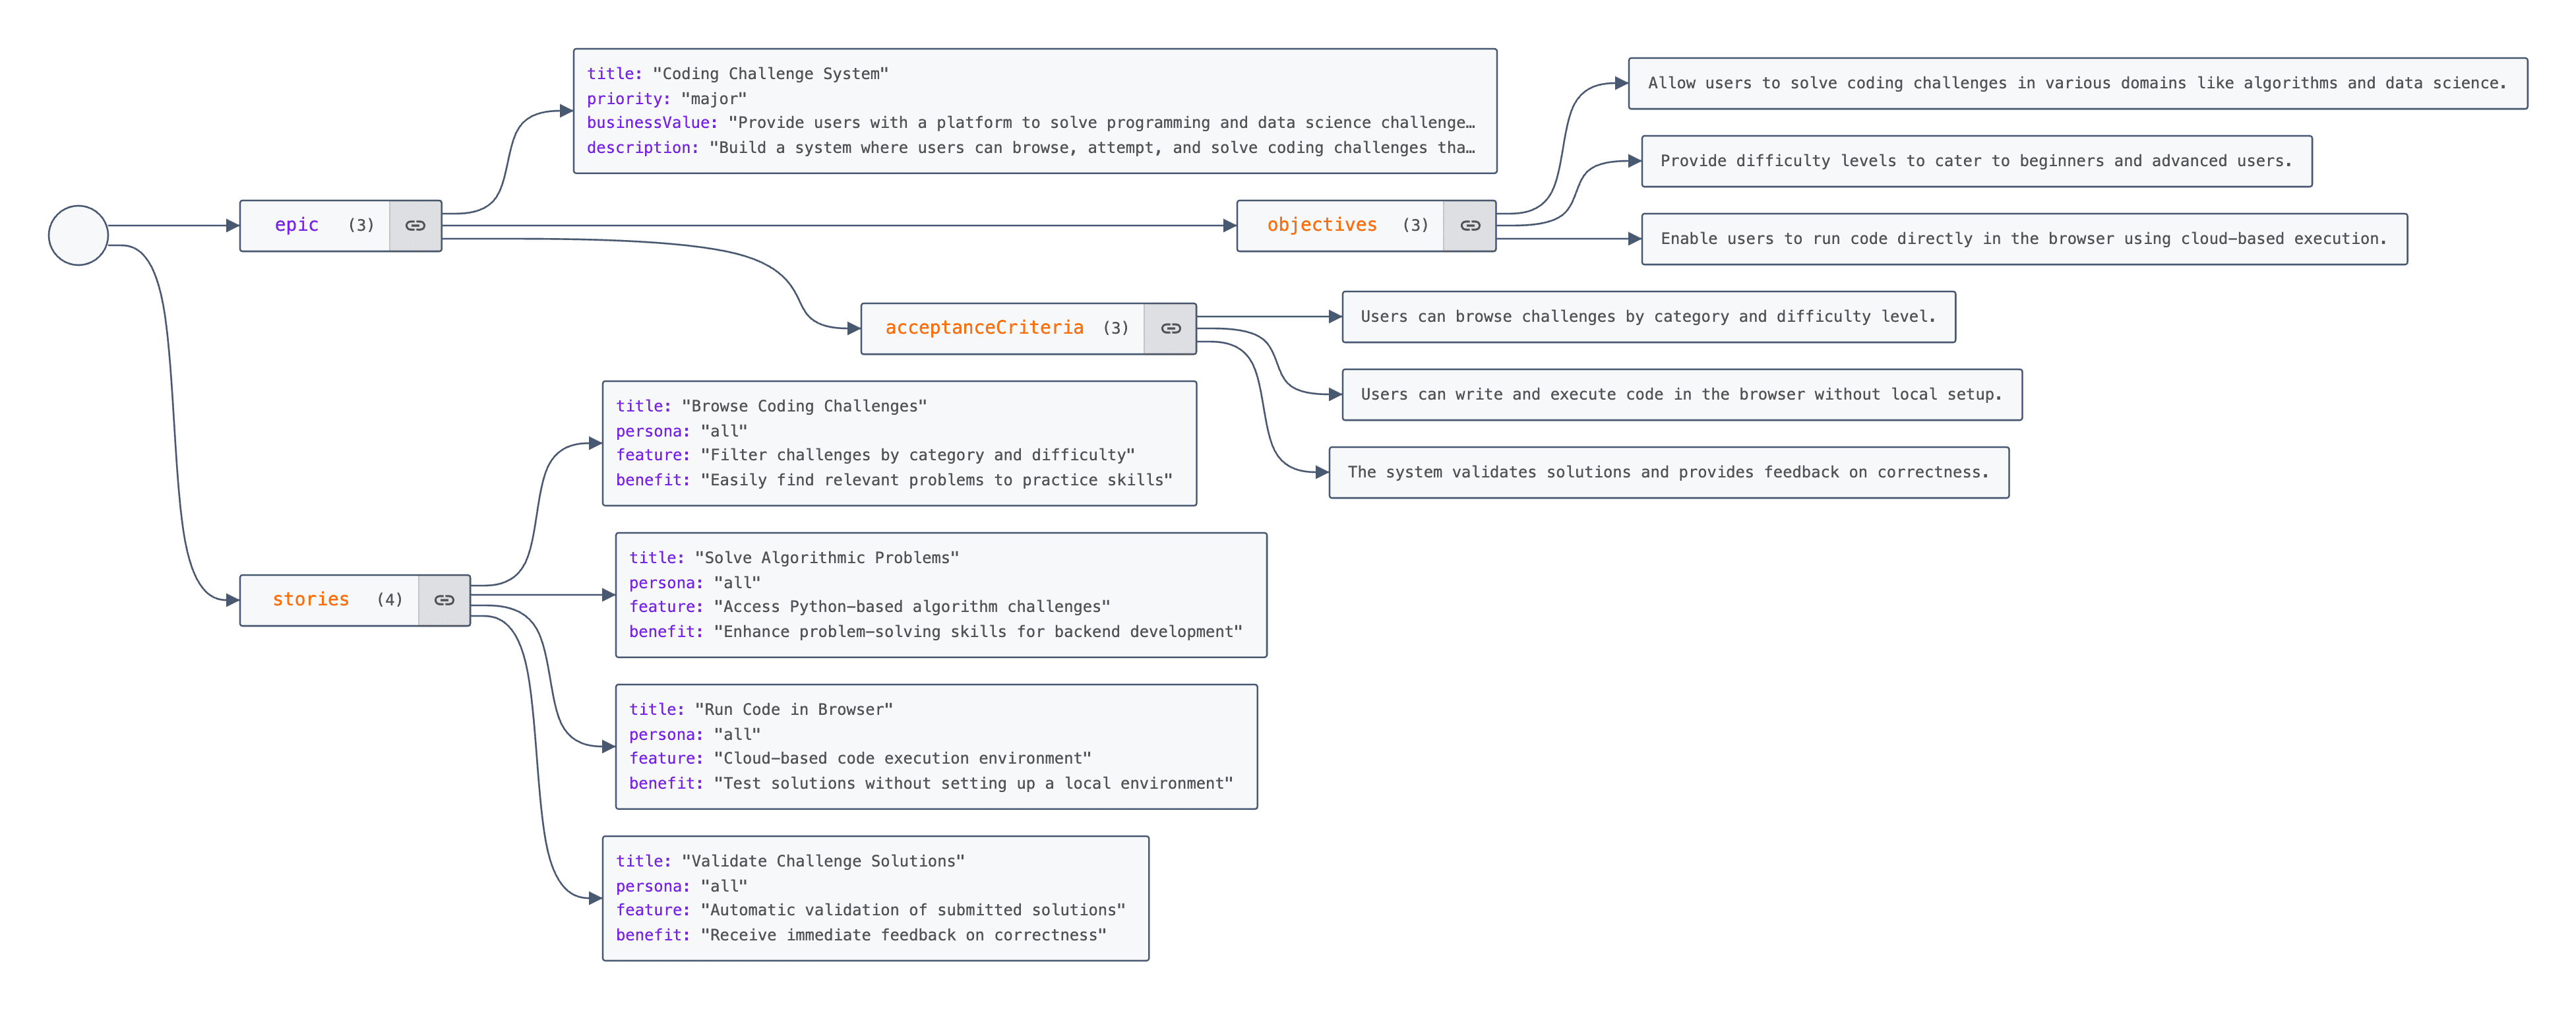 title: "Coding Challenge System"
priority: "major"
businessValue: "Provide users with a platform to solve programming and data science challenge…
description: "Build a system where users can browse, attempt, and solve coding challenges tha…
Allow users to solve coding challenges in various domains like algorithms and data science.
Provide difficulty levels to cater to beginners and advanced users.
epic (3)
objectives (3)
Enable users to run code directly in the browser using cloud-based execution.
acceptanceCriteria (3)
Users can browse challenges by category and difficulty level.
Users can write and execute code in the browser without local setup.
The system validates solutions and provides feedback on correctness.
title: "Browse Coding Challenges"
persona: "all"
feature: "Filter challenges by category and difficulty"
benefit: "Easily find relevant problems to practice skills"
stories (4)
title: "Solve Algorithmic Problems"
persona: "all"
feature: "Access Python-based algorithm challenges"
benefit: "Enhance problem-solving skills for backend development"
title: "Run Code in Browser"
persona: "all"
feature: "Cloud-based code execution environment"
benefit: "Test solutions without setting up a local environment"
title: "Validate Challenge Solutions"
persona: "all"
feature: "Automatic validation of submitted solutions"
benefit: "Receive immediate feedback on correctness"